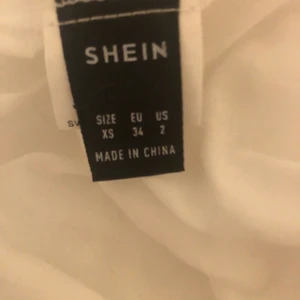 SHEIN
SIZE EU US
XS 34 2
MADE IN CHINA